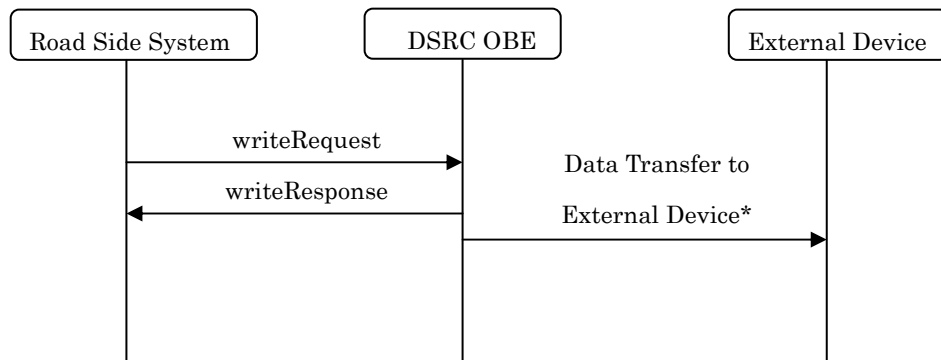 Road Side System
DSRC OBE
External Device
writeRequest
Data Transfer to
writeResponse
External Device*